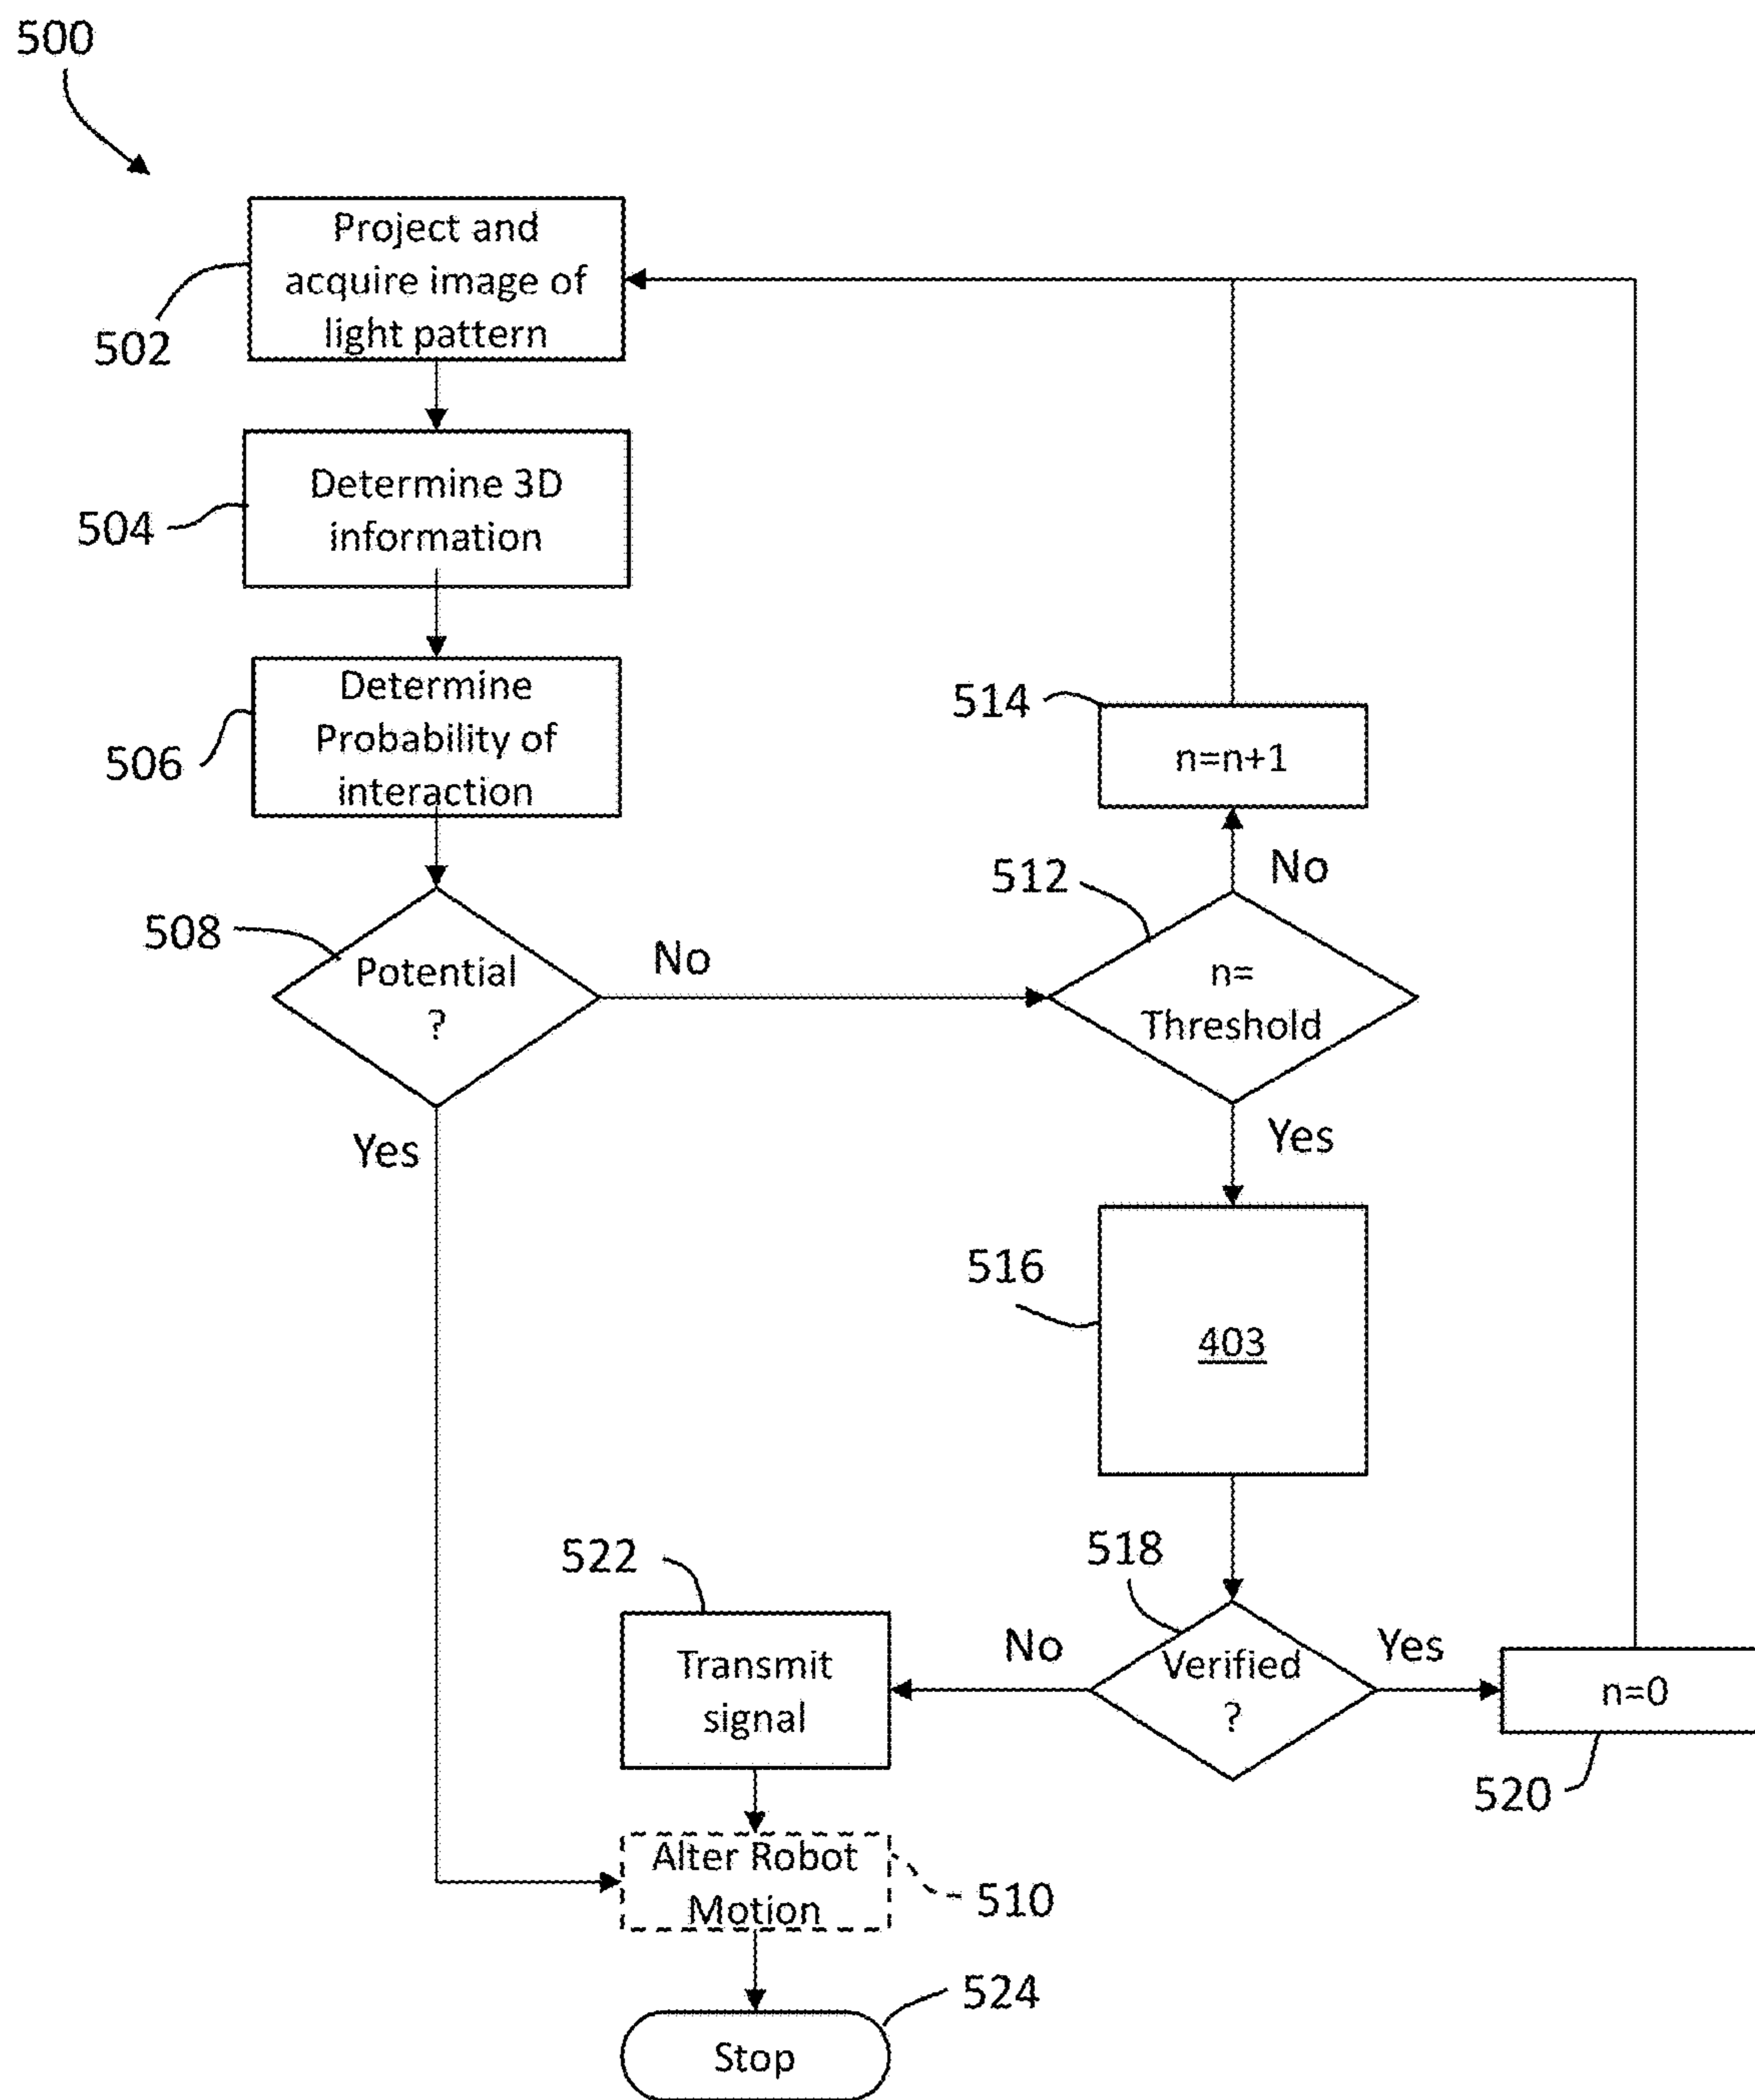 500
Project and
acquire image of
light pattern
502
Determine 3D
information
504
Determine
Probability of
interaction
506
514
n=n+1
512
No
508
Potential
?
No
n=
Threshold
Yes
Yes
516
403
518
522
Transmit
signal
No
Verified
?
Yes
n=0
520
Alter Robot
Motion
510
524
Stop